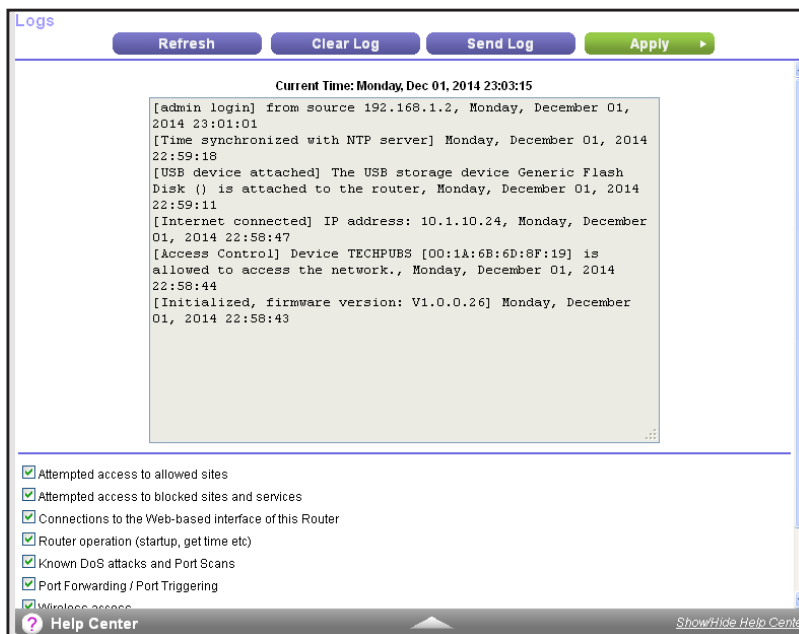 Logs
Refresh
Clear Log
Send Log
Apply
Current Time: Monday, Dec 01, 2014 23:03:15
[admin login] from source 192.168.1.2, Monday, December 01,
2014 23:01:01
[Time synchronized with NTP server] Monday, December 01, 2014
22:59:18
[USB device attached] The USB storage device Generic Flash
Disk () is attached to the router, Monday, December 01, 2014
22:59:11
[Internet connected] IP address: 10.1.10.24, Monday, December
01, 2014 22:58:47
[Access Control] Device TECHPUBS [00:1A:6B:6D:8F:19] is
allowed to access the network., Monday, December 01, 2014
22:58:44
[Initialized, firmware version: V1.0.0.26] Monday, December
01, 2014 22:58:43
Attempted access to allowed sites
Attempted access to blocked sites and services
Connections to the Web-based interface of this Router
Router operation (startup, get time etc)
Known DoS attacks and Port Scans
Port Forwarding / Port Triggering
Wireless access
? Help Center
Show/Hide Help Cente